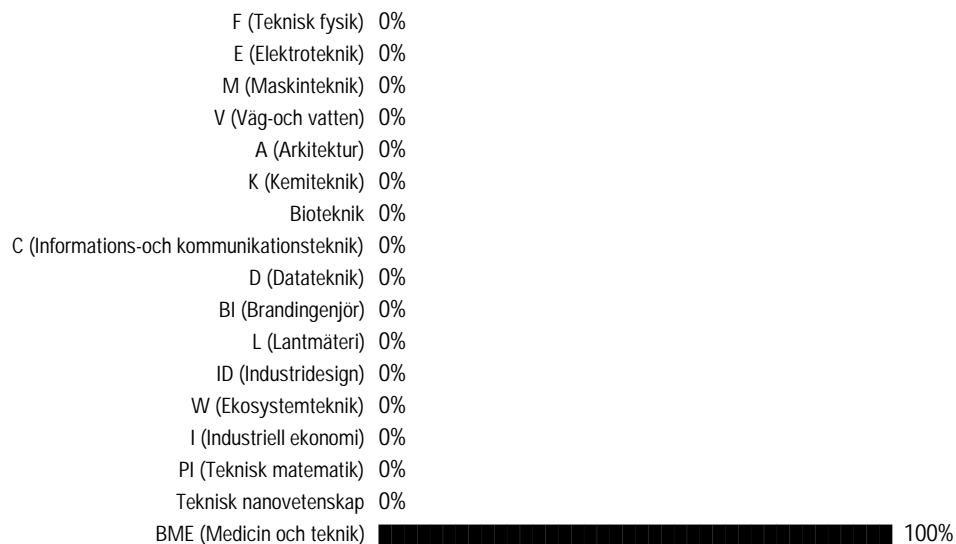 F (Teknisk fysik) 0%
E (Elektroteknik) 0%
M (Maskinteknik) 0%
V (Väg-och vatten) 0%
A (Arkitektur) 0%
K (Kemiteknik) 0%
Bioteknik 0%
C (Informations-och kommunikationsteknik) 0%
D (Datateknik) 0%
BI (Brandingenjör) 0%
L (Lantmäteri) 0%
ID (Industridesign) 0%
W (Ekosystemteknik) 0%
I (Industriell ekonomi) 0%
PI (Teknisk matematik) 0%
Teknisk nanovetenskap 0%
BME (Medicin och teknik) 100%